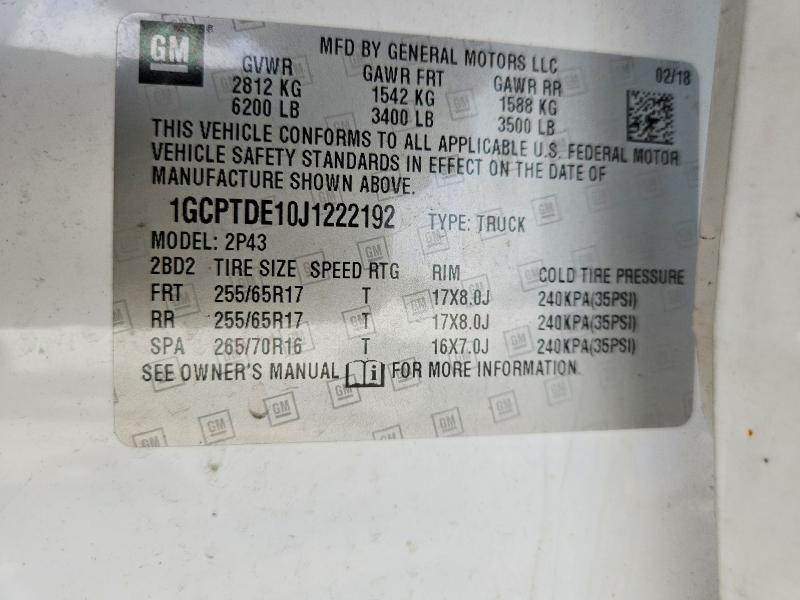 GM
MFD BY GENERAL MOTORS LLC
02/18
GVWR GAWR FRT GAWR RR
2812 KG 1542 KG 1588 KG
6200 LB 3400 LB 3500 LB
THIS VEHICLE CONFORMS TO ALL APPLICABLE U.S. FEDERAL MOTOR
VEHICLE SAFETY STANDARDS IN EFFECT ON THE DATE OF
MANUFACTURE SHOWN ABOVE.
1GCPTDE10J1222192 TYPE: TRUCK
MODEL: 2P43
2BD2 TIRE SIZE SPEED RTG RIM COLD TIRE PRESSURE
FRT 255/65R17 T 17X8.0J 240KPA(35PSI)
RR 255/65R17 T 17X8.0J 240KPA(35PSI)
SPA 265/70R16 T 16X7.0J 240KPA(35PSI)
SEE OWNER'S MANUAL i FOR MORE INFORMATION.